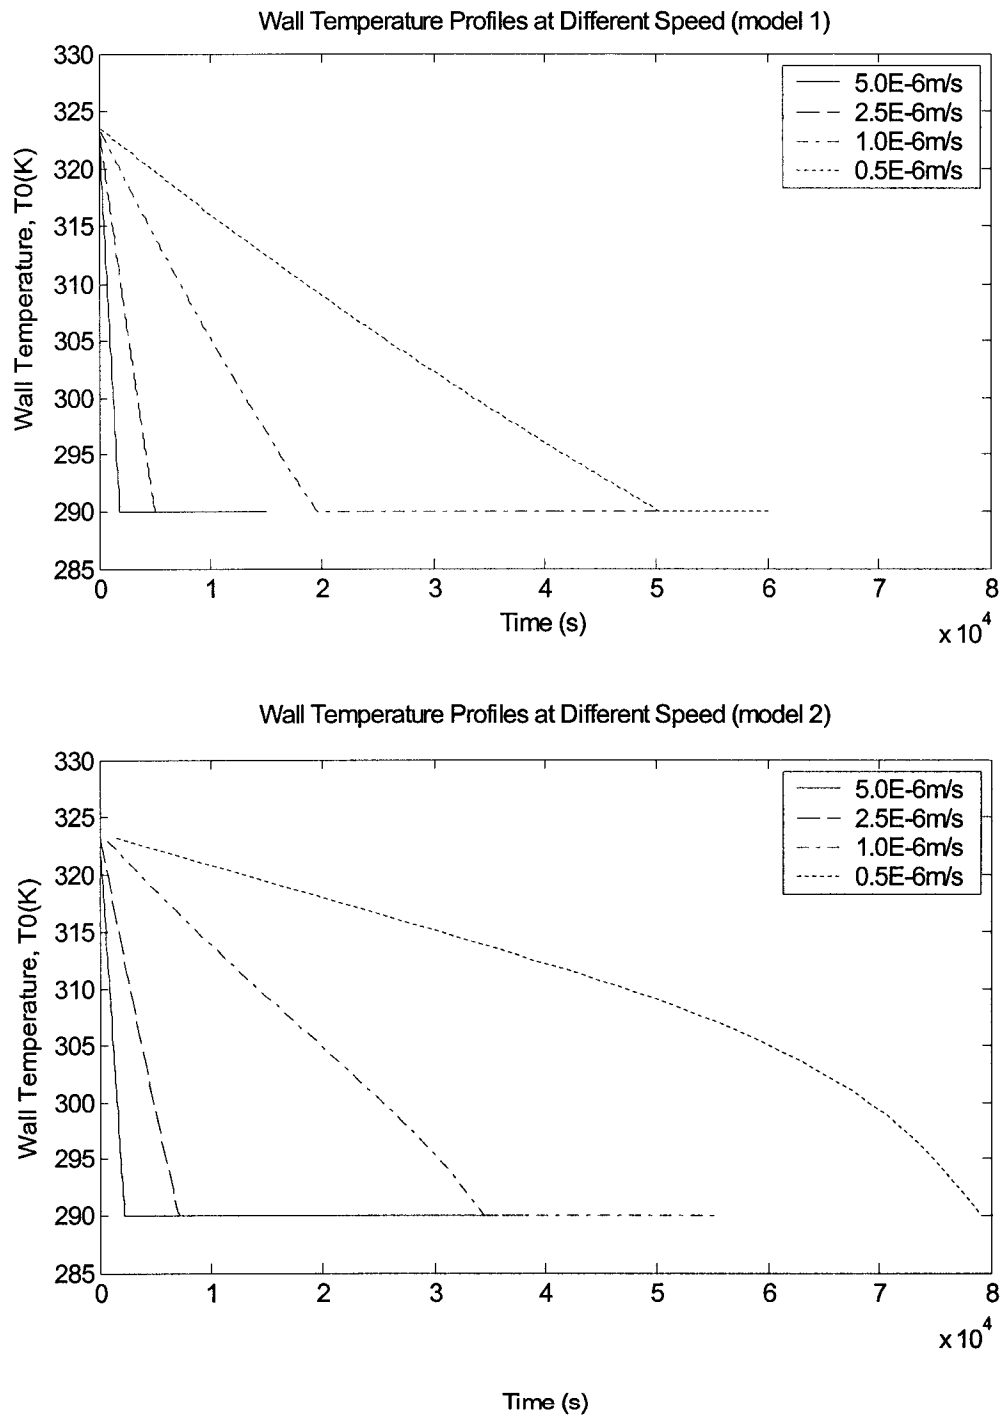 Wall Temperature Profiles at Different Speed (model 1)
330
325
320
315
310
305
300
295
290
285
Wall Temperature, T0(K)
5.0E-6m/s
2.5E-6m/s
1.0E-6m/s
0.5E-6m/s
0 1 2 3 4 5 6 7 8
Time (s)
x 10^4
Wall Temperature Profiles at Different Speed (model 2)
330
325
320
315
310
305
300
295
290
285
Wall Temperature, T0(K)
5.0E-6m/s
2.5E-6m/s
1.0E-6m/s
0.5E-6m/s
0 1 2 3 4 5 6 7 8
x 10^4
Time (s)